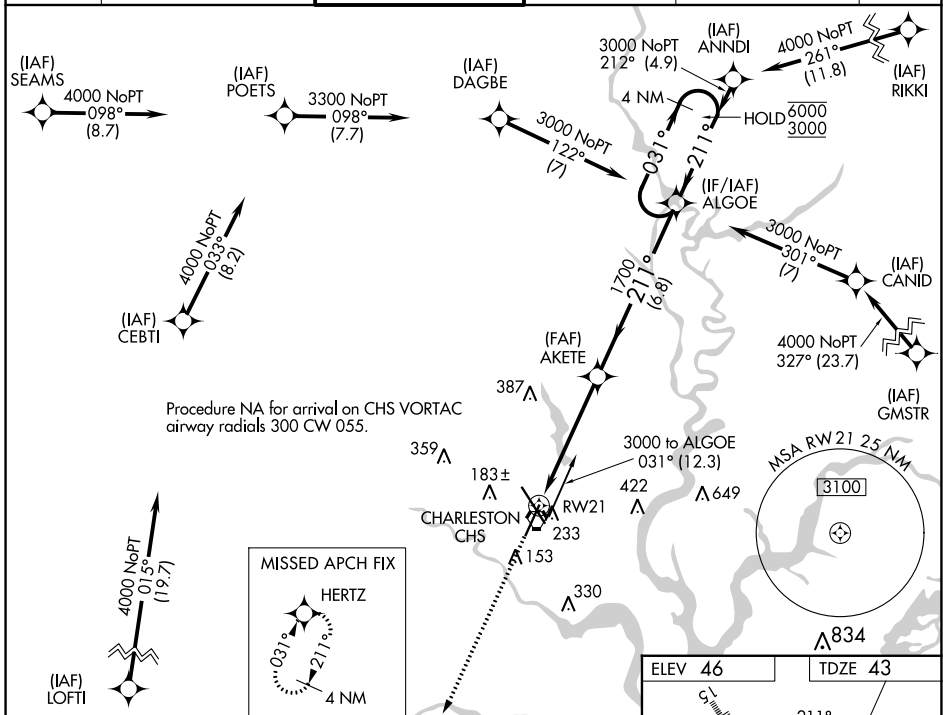 (IAF)
SEAMS
4000 NoPT
098°
(8.7)
(IAF)
POETS
3300 NoPT
098°
(7.7)
(IAF)
DAGBE
3000 NoPT
122°
(7)
3000 NoPT
212° (4.9)
(IAF)
ANNDI
4000 NoPT
261°
(11.8)
(IAF)
RIKKI
4 NM
HOLD 6000
3000
031°
211°
(IF/IAF)
ALGOE
3000 NoPT
301°
(7)
(IAF)
CANID
4000 NoPT
327° (23.7)
(IAF)
GMSTR
4000 NoPT
033°
(8.2)
(IAF)
CEBTI
1700
211°
(6.8)
(FAF)
AKETE
387
Procedure NA for arrival on CHS VORTAC
airway radials 300 CW 055.
359
183±
3000 to ALGOE
031° (12.3)
422
649
CHARLESTON
CHS
RW21
233
153
330
MSA RW21 25 NM
3100
834
4000 NoPT
015°
(19.7)
(IAF)
LOFTI
MISSED APCH FIX
HERTZ
031°
211°
4 NM
ELEV 46
TDZE 43
15
211°